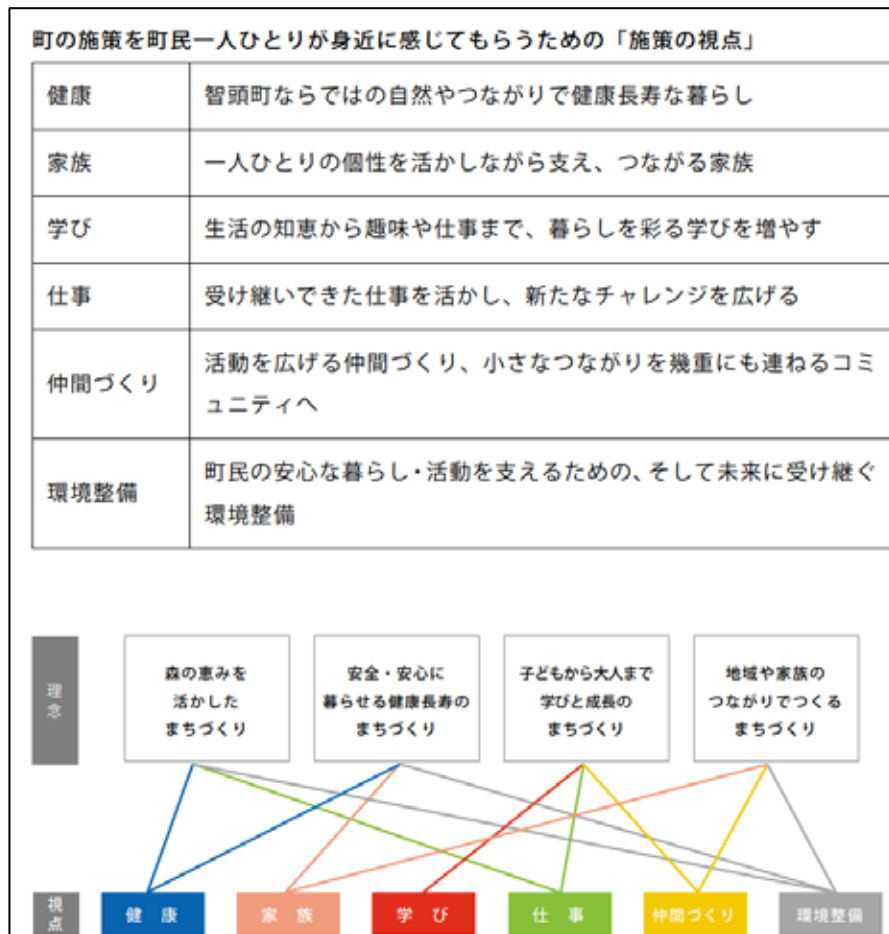 町の施策を町民一人ひとりが身近に感じてもらうための「施策の視点」
健康
智頭町ならではの自然やつながりで健康長寿な暮らし
家族
一人ひとりの個性を活かしながら支え、つながる家族
学び
生活の知恵から趣味や仕事まで、暮らしを彩る学びを増やす
仕事
受け継いできた仕事を活かし、新たなチャレンジを広げる
仲間づくり
活動を広げる仲間づくり、小さなつながりを幾重にも連ねるコミ
ュニティへ
環境整備
町民の安心な暮らし・活動を支えるための、そして未来に受け継ぐ
環境整備
理念
森の恵みを
活かした
まちづくり
安全・安心に
暮らせる健康長寿の
まちづくり
子どもから大人まで
学びと成長の
まちづくり
地域や家族の
つながりでつくる
まちづくり
視点
健康
家族
学び
仕事
仲間づくり
環境整備